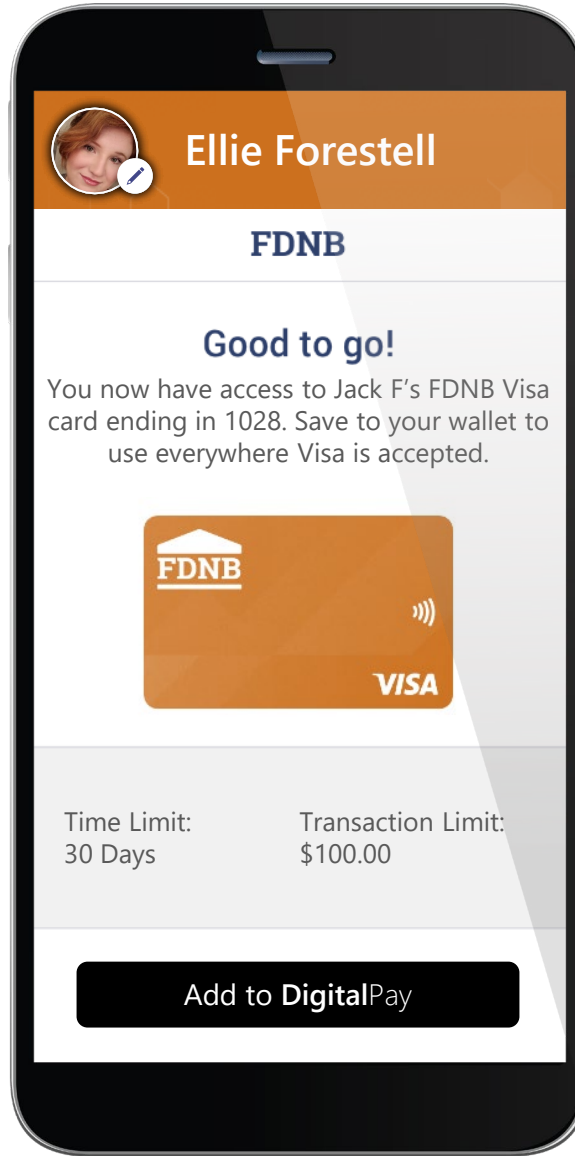 Ellie Forestell
FDNB
Good to go!
You now have access to Jack F’s FDNB Visa
card ending in 1028. Save to your wallet to
use everywhere Visa is accepted.
FDNB
VISA
Time Limit:
30 Days
Transaction Limit:
$100.00
Add to DigitalPay